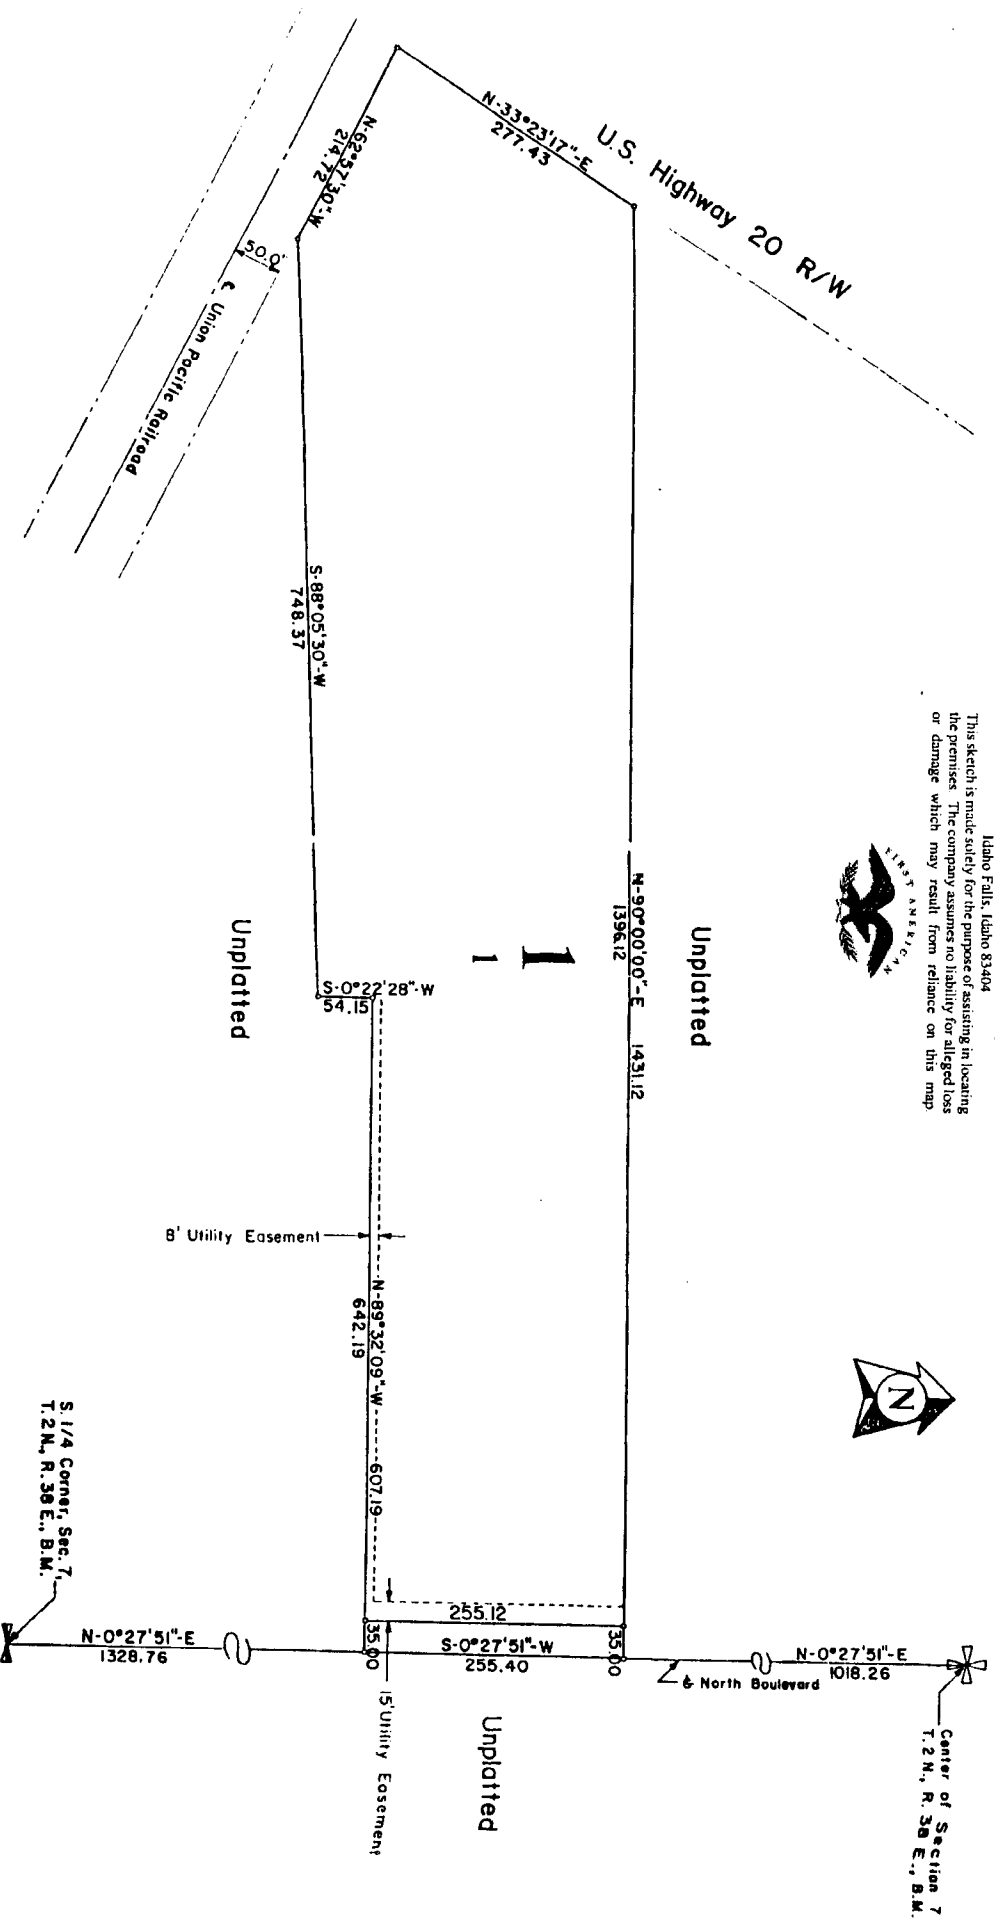 Idaho Falls, Idaho 83404
This sketch is made solely for the purpose of assisting in locating
the premises. The company assumes no liability for alleged loss
or damage which may result from reliance on this map.
FIRST AMERICAN
N
U.S. Highway 20 R/W
N-33°23'17"-E
277.43
N-62°57'30"-W
214.72
50.0'
℄ Union Pacific Railroad
Unplatted
N-90°00'00"-E 1431.12
1396.12
1
1
S-88°05'30"-W
748.37
S-0°22'28"-W
54.15
Unplatted
8' Utility Easement
N-89°32'09"-W 607.19
642.19
255.12
35.00
35.00
S-0°27'51"-W
255.40
15' Utility Easement
Unplatted
N-0°27'51"-E
1018.26
℄ North Boulevard
Center of Section 7
T. 2 N., R. 38 E., B.M.
N-0°27'51"-E
1328.76
S. 1/4 Corner, Sec. 7,
T. 2 N., R. 38 E., B.M.